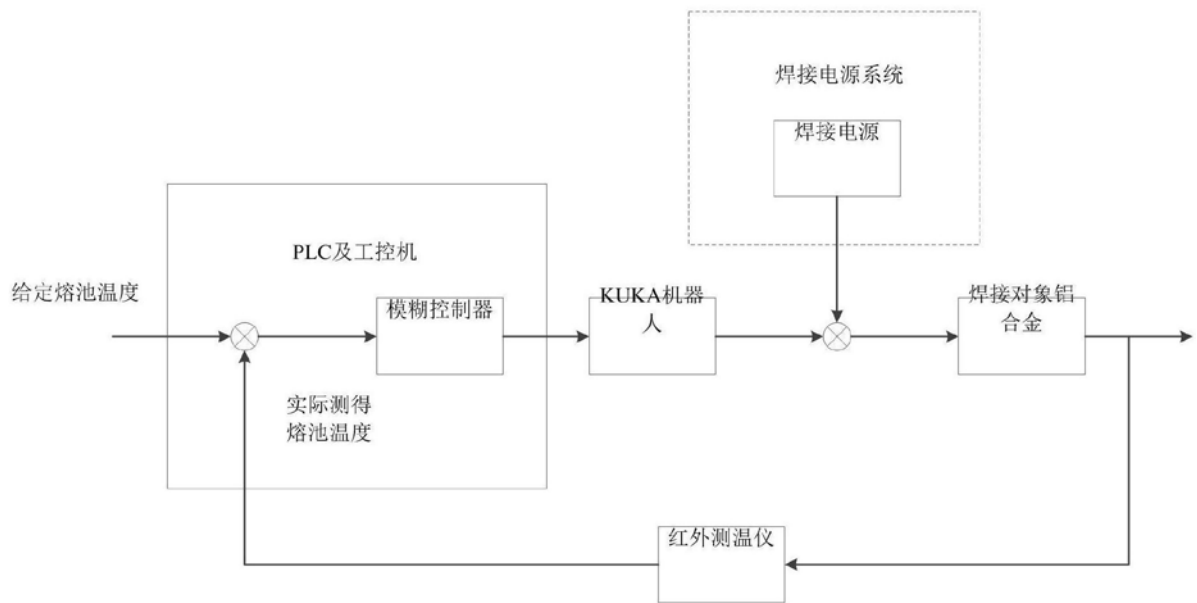 焊接电源系统
焊接电源
PLC及工控机
给定熔池温度
模糊控制器
KUKA机器
人
焊接对象铝
合金
实际测得
熔池温度
红外测温仪